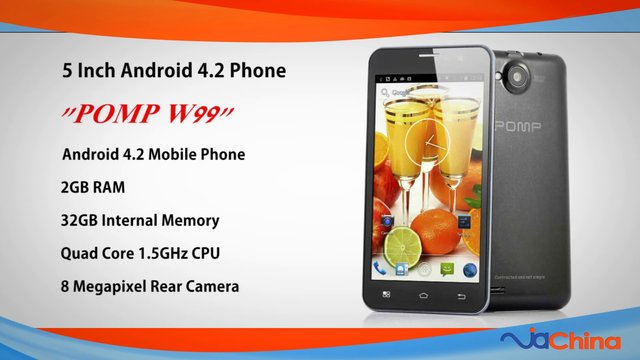 5 Inch Android 4.2 Phone
"POMP W99"
Android 4.2 Mobile Phone
2GB RAM
32GB Internal Memory
Quad Core 1.5GHz CPU
8 Megapixel Rear Camera
Google
POMP
ViaChina